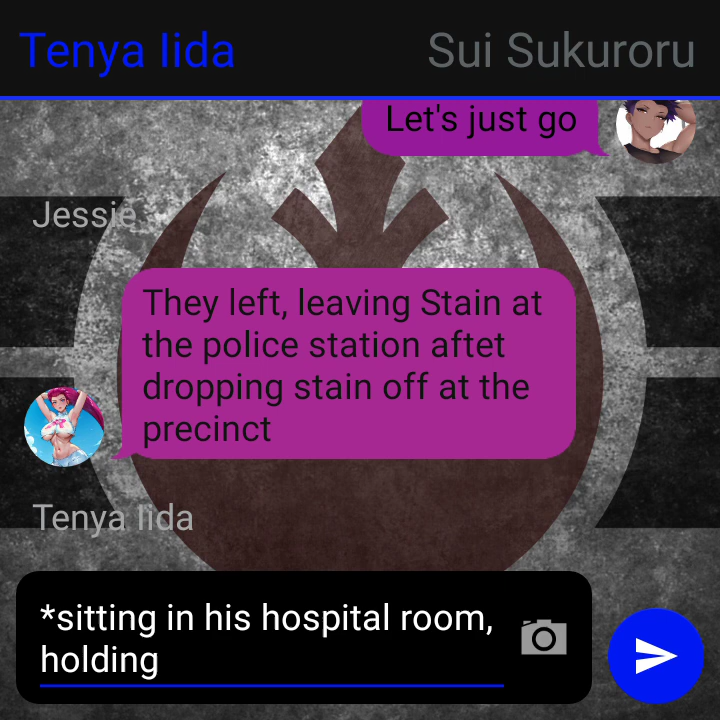 Tenya Iida
Sui Sukuroru
Let's just go
Jessie
They left, leaving Stain at
the police station aftet
dropping stain off at the
precinct
Tenya Iida
*sitting in his hospital room,
holding